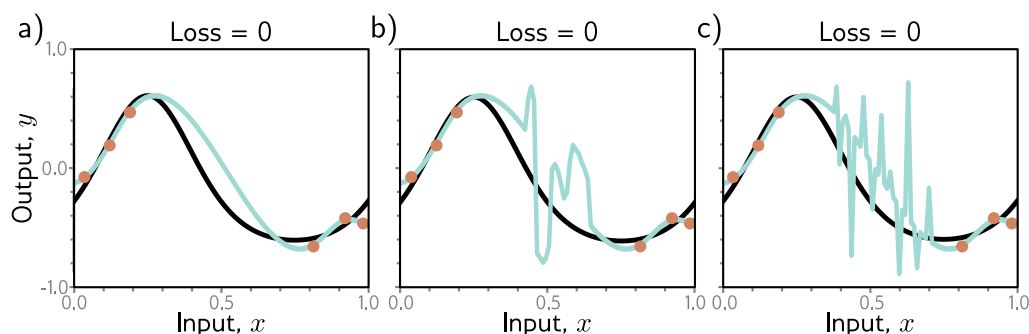 a) Loss = 0
b) Loss = 0
c) Loss = 0
Output, y
1.0
0.0
-1.0
0.0 0.5 1.0
0.0 0.5 1.0
0.0 0.5 1.0
Input, x
Input, x
Input, x